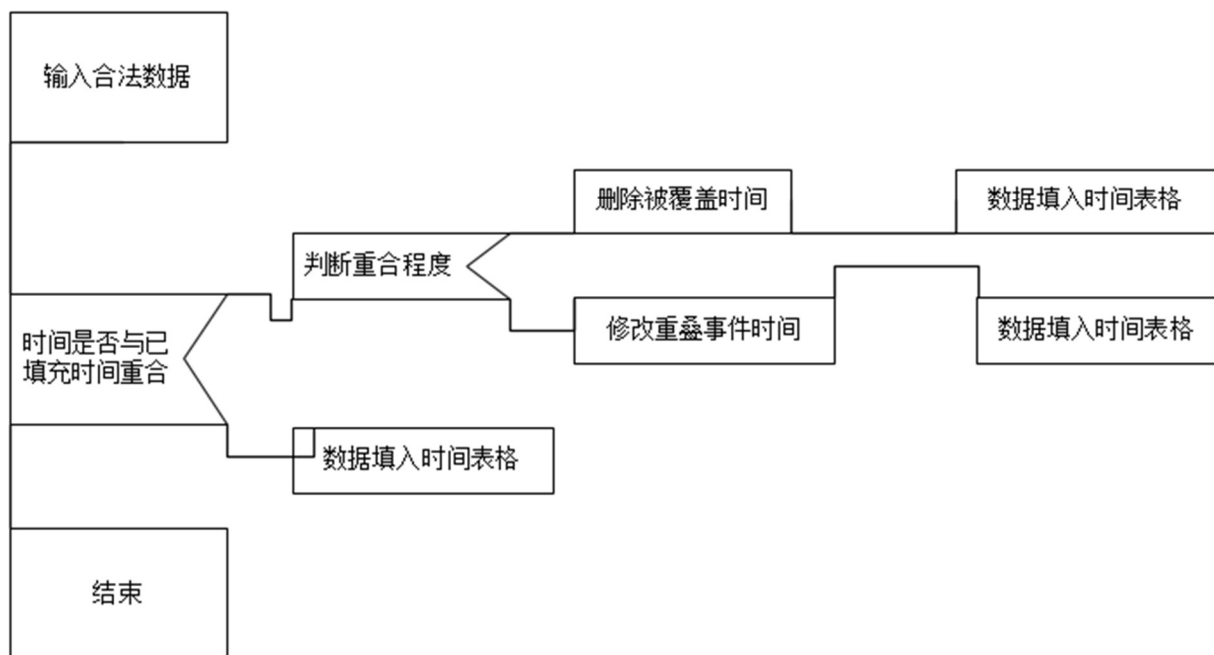 输入合法数据
删除被覆盖时间
数据填入时间表格
判断重合程度
修改重叠事件时间
数据填入时间表格
时间是否与已
填充时间重合
数据填入时间表格
结束